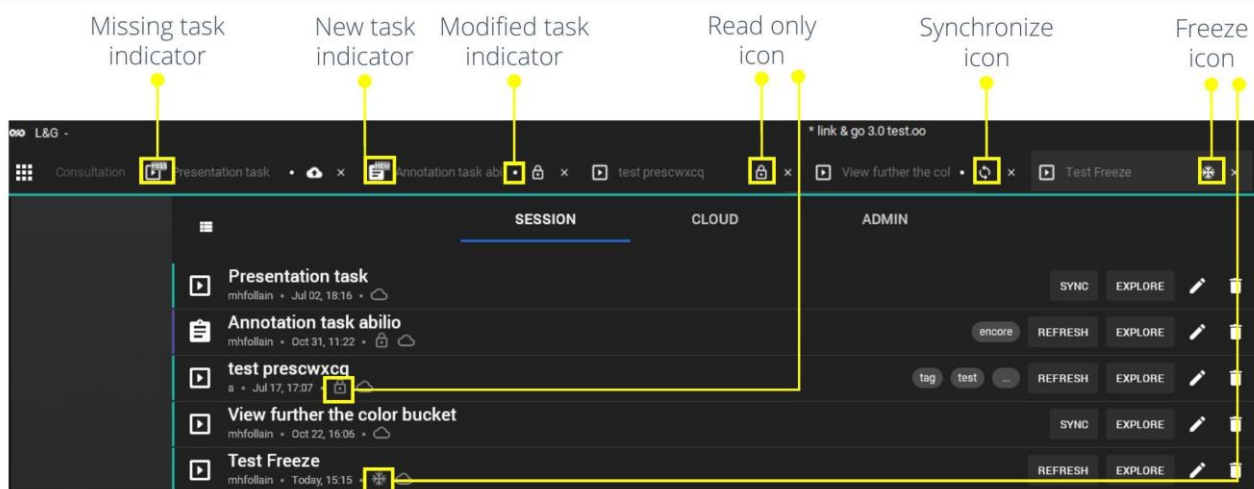 Missing task
indicator
New task
indicator
Modified task
indicator
Read only
icon
Synchronize
icon
Freeze
icon
L&G -
* link & go 3.0 test.oo
Consultation
Presentation task
NEW
Annotation task abi
test prescwxcq
View further the col
Test Freeze
SESSION
CLOUD
ADMIN
Presentation task
mhfollain • Jul 02, 18:16 •
SYNC
EXPLORE
Annotation task abilio
mhfollain • Oct 31, 11:22 •
encore
REFRESH
EXPLORE
test prescwxcq
a • Jul 17, 17:07 •
tag
test
...
REFRESH
EXPLORE
View further the color bucket
mhfollain • Oct 22, 16:06 •
SYNC
EXPLORE
Test Freeze
mhfollain • Today, 15:15 •
REFRESH
EXPLORE